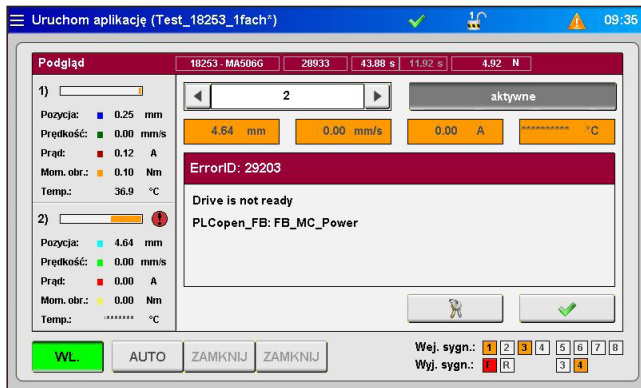 Uruchom aplikację (Test_18253_1fach*) 09:35
Podgląd 18253 - MA506G 28933 43.88 s 11.92 s 4.92 N
1)
Pozycja: 0.25 mm
Prędkość: 0.00 mm/s
Prąd: 0.12 A
Mom. obr.: 0.10 Nm
Temp.: 36.9 °C
2)
Pozycja: 4.64 mm
Prędkość: 0.00 mm/s
Prąd: 0.00 A
Mom. obr.: 0.00 Nm
Temp.: ******** °C
2 aktywne
4.64 mm 0.00 mm/s 0.00 A ********** °C
ErrorID: 29203
Drive is not ready
PLCopen_FB: FB_MC_Power
WŁ. AUTO ZAMKNIJ ZAMKNIJ
Wej. sygn.: 1 2 3 4 5 6 7 8
Wyj. sygn.: F R 3 4